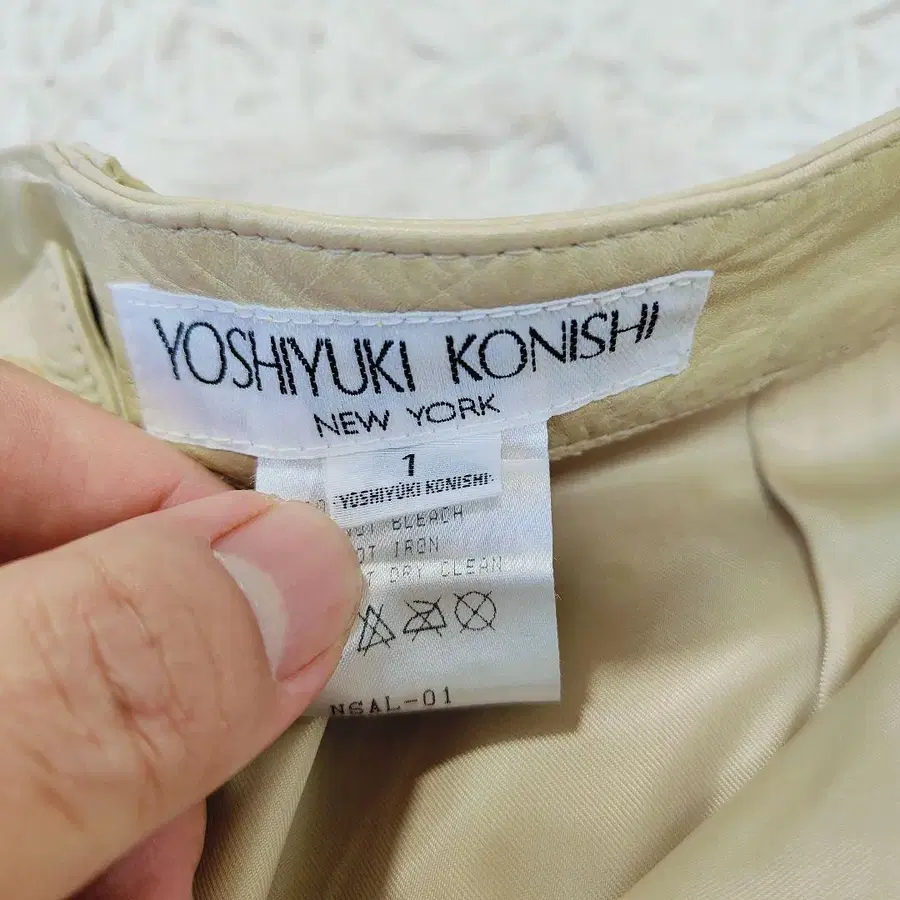 YOSHIYUKI KONISHI
NEW YORK
1
YOSHIYUKI KONISHI
BLEACH
IRON
DRY CLEAN
NSAL-01